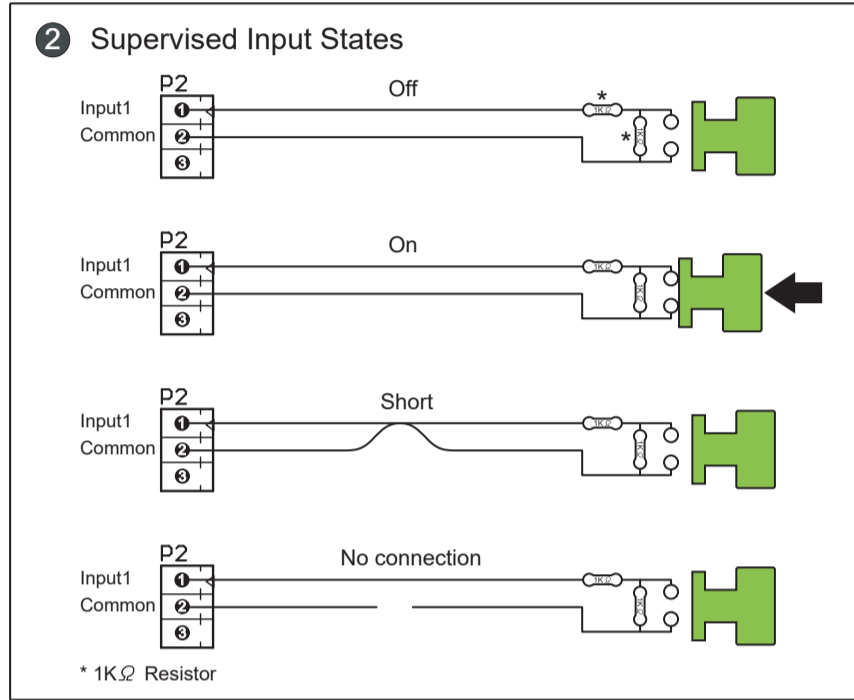 2 Supervised Input States
P2
Off
Input1 1 * 1KΩ
Common 2 * 1KΩ
3
P2
On
Input1 1 1KΩ
Common 2 1KΩ
3
P2
Short
Input1 1 1KΩ
Common 2 1KΩ
3
P2
No connection
Input1 1 1KΩ
Common 2 1KΩ
3
* 1KΩ Resistor